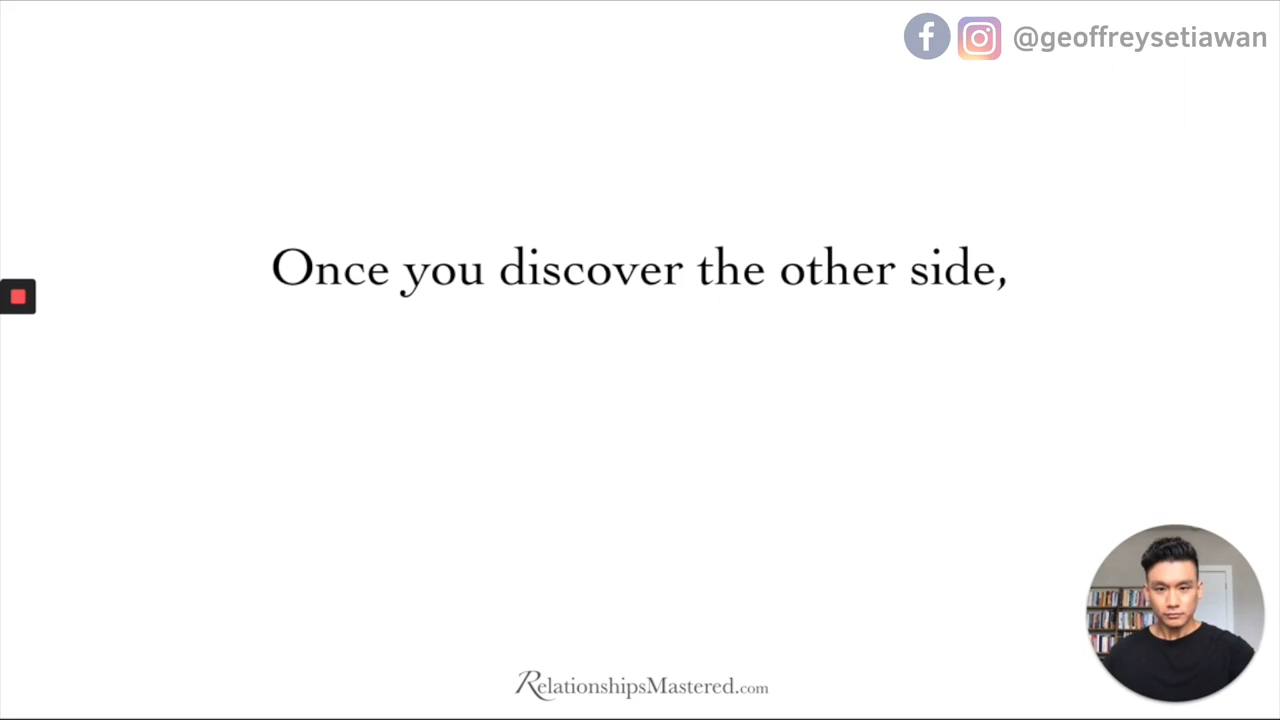 @geoffreysetiawan
Once you discover the other side,
RelationshipsMastered.com